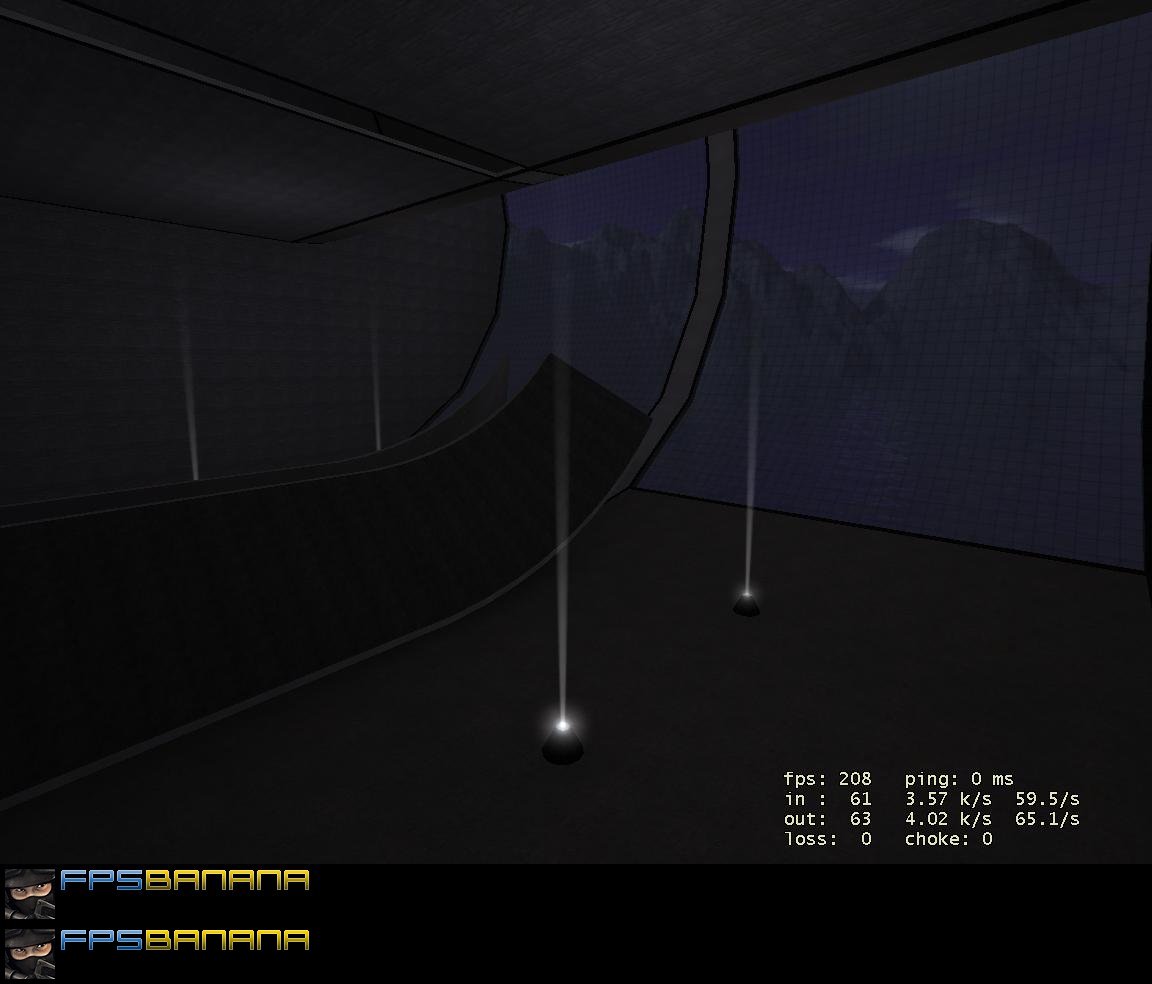 fps: 208 ping: 0 ms
in : 61 3.57 k/s 59.5/s
out: 63 4.02 k/s 65.1/s
loss: 0 choke: 0
FPSBANANA
FPSBANANA